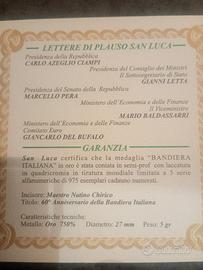 LETTERE DI PLAUSO SAN LUCA
Presidenza della Repubblica
CARLO AZEGLIO CIAMPI
Presidenza del Consiglio dei Ministri
Il Sottosegretario di Stato
GIANNI LETTA
Presidenza del Senato della Repubblica
MARCELLO PERA
Ministero dell'Economia e delle Finanze
Il Viceministro
MARIO BALDASSARRI
Ministero dell'Economia e delle Finanze
Comitato Euro
GIANCARLO DEL BUFALO
GARANZIA
San Luca certifica che la medaglia "BANDIERA
ITALIANA" in oro è stata coniata in semi-prof con laccatura
in quadricromia in tiratura mondiale limitata a 5 serie
alfanumeriche di 975 esemplari cadauno numerati.
Incisore: Maestro Natino Chirico
Titolo: 60° Anniversario della Bandiera Italiana
Caratteristiche tecniche:
Metallo: Oro 750‰ Diametro: 27 mm Peso: 5 gr
subito